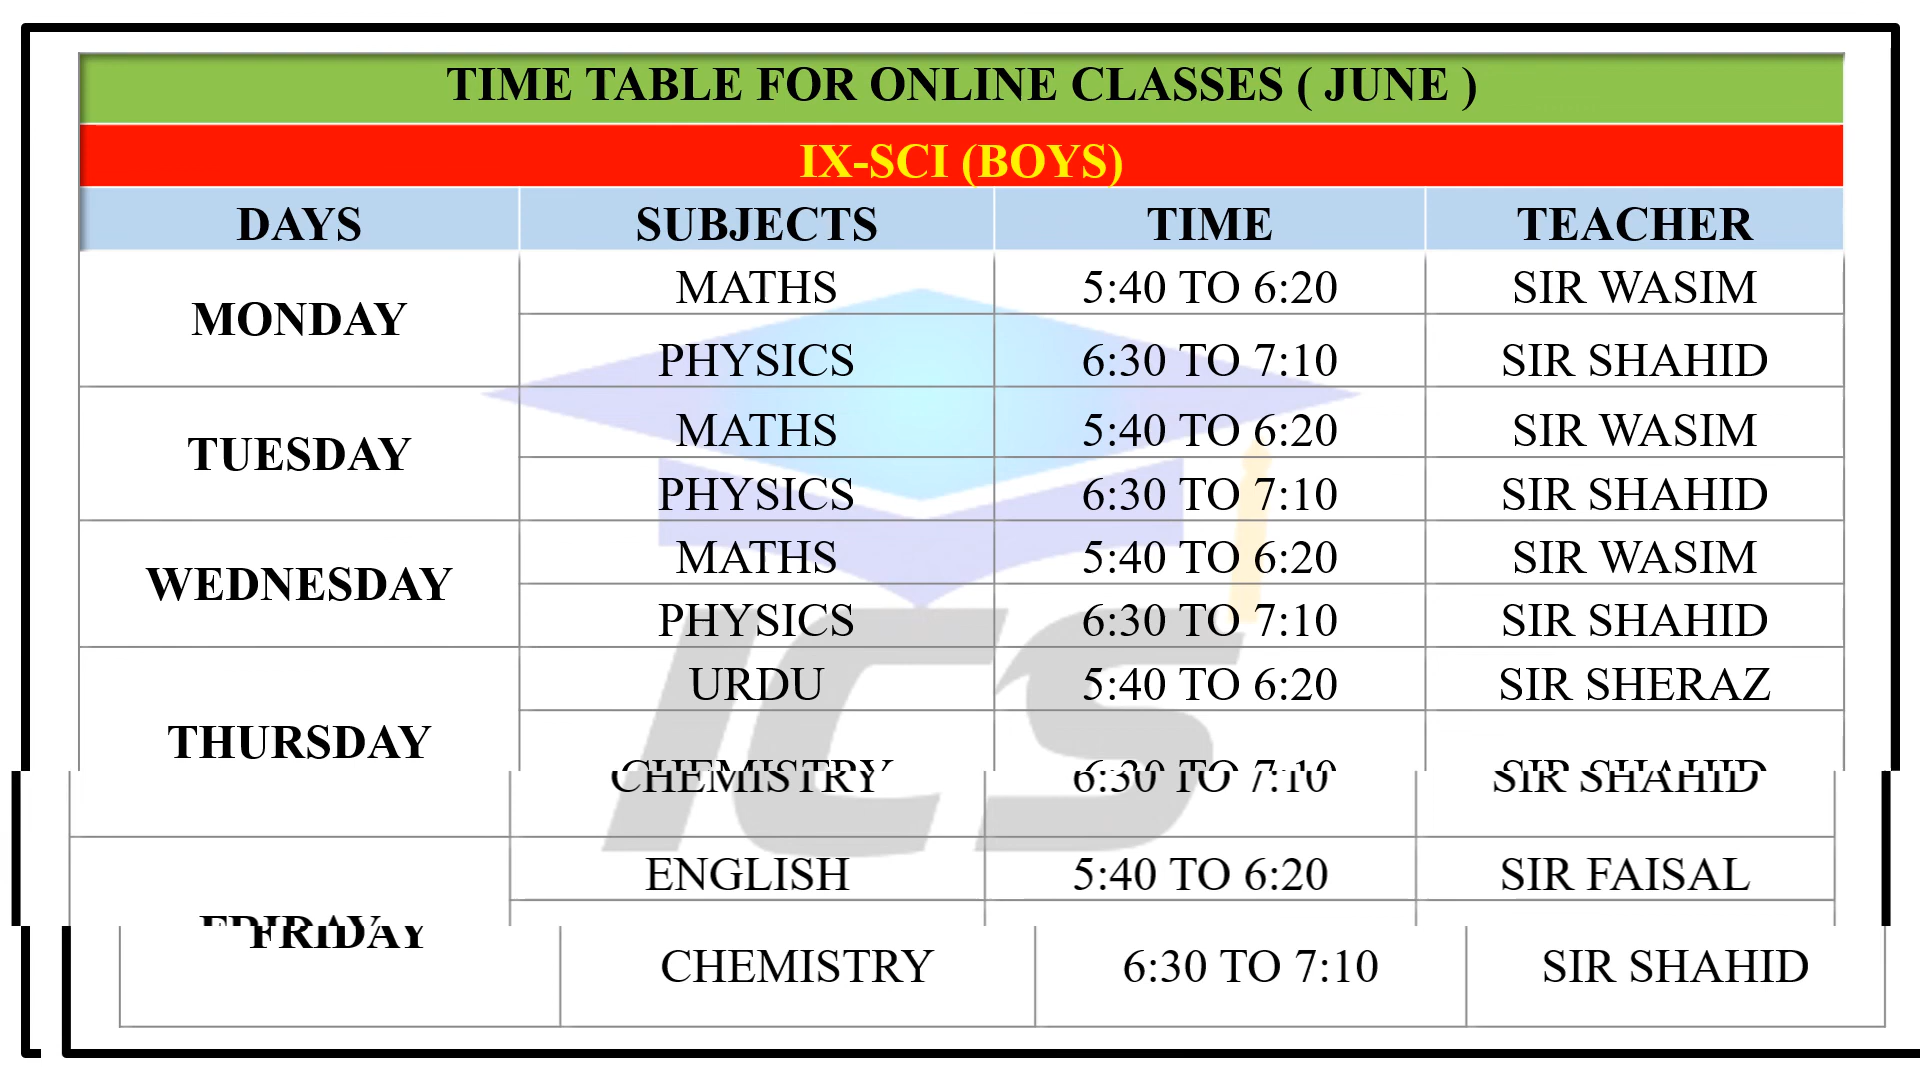 TIME TABLE FOR ONLINE CLASSES ( JUNE )
IX-SCI (BOYS)
DAYS SUBJECTS TIME TEACHER
MONDAY MATHS 5:40 TO 6:20 SIR WASIM
PHYSICS 6:30 TO 7:10 SIR SHAHID
TUESDAY MATHS 5:40 TO 6:20 SIR WASIM
PHYSICS 6:30 TO 7:10 SIR SHAHID
WEDNESDAY MATHS 5:40 TO 6:20 SIR WASIM
PHYSICS 6:30 TO 7:10 SIR SHAHID
THURSDAY URDU 5:40 TO 6:20 SIR SHERAZ
CHEMISTRY 6:30 TO 7:10 SIR SHAHID
FRIDAY ENGLISH 5:40 TO 6:20 SIR FAISAL
CHEMISTRY 6:30 TO 7:10 SIR SHAHID
ICS